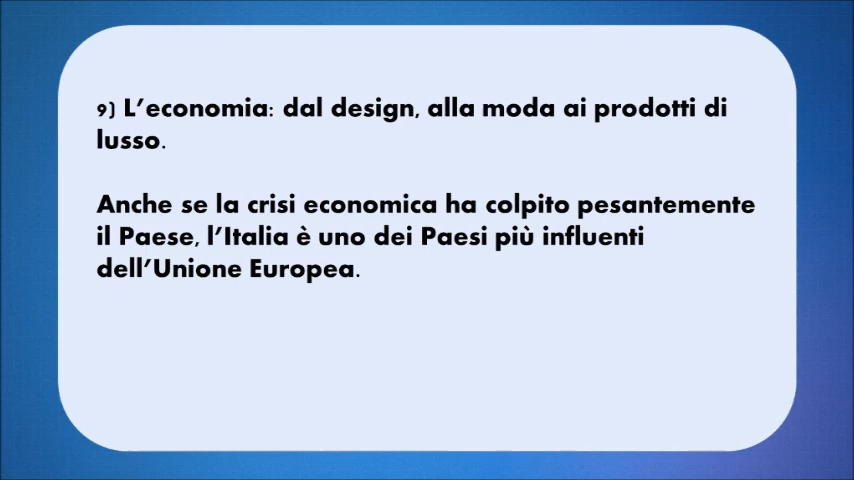 9) L’economia: dal design, alla moda ai prodotti di
lusso.
Anche se la crisi economica ha colpito pesantemente
il Paese, l’Italia è uno dei Paesi più influenti
dell’Unione Europea.